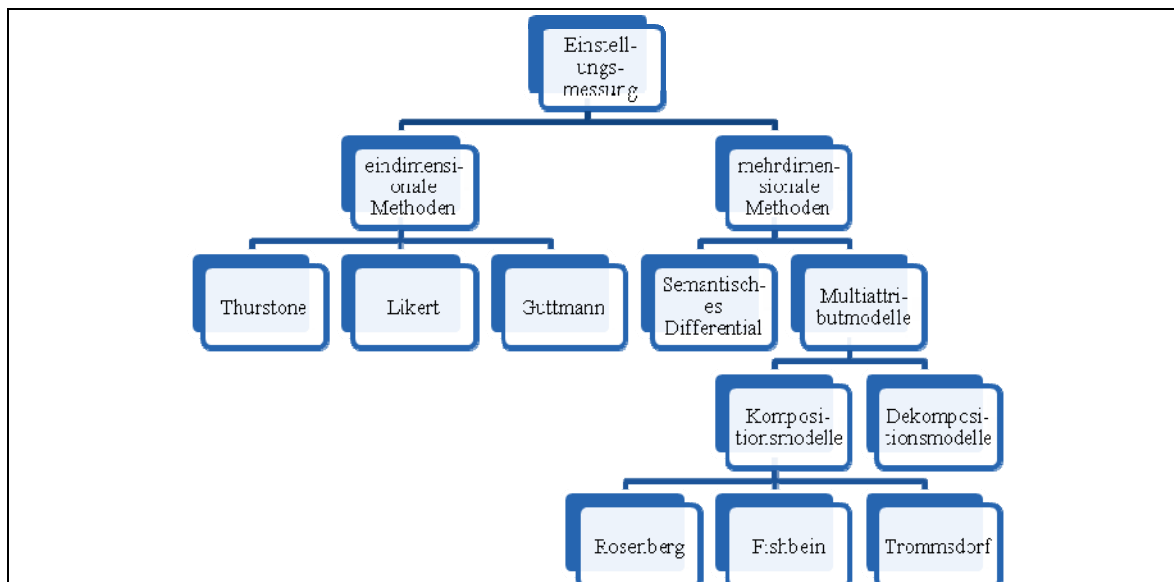 Einstell-
ungs-
messung
eindimensi-
onale
Methoden
mehrdimen-
sionale
Methoden
Thurstone
Likert
Guttmann
Semantisch-
es
Differential
Multiattri-
butmodelle
Komposi-
tionsmodelle
Dekomposi-
tionsmodelle
Rosenberg
Fishbein
Trommsdorf